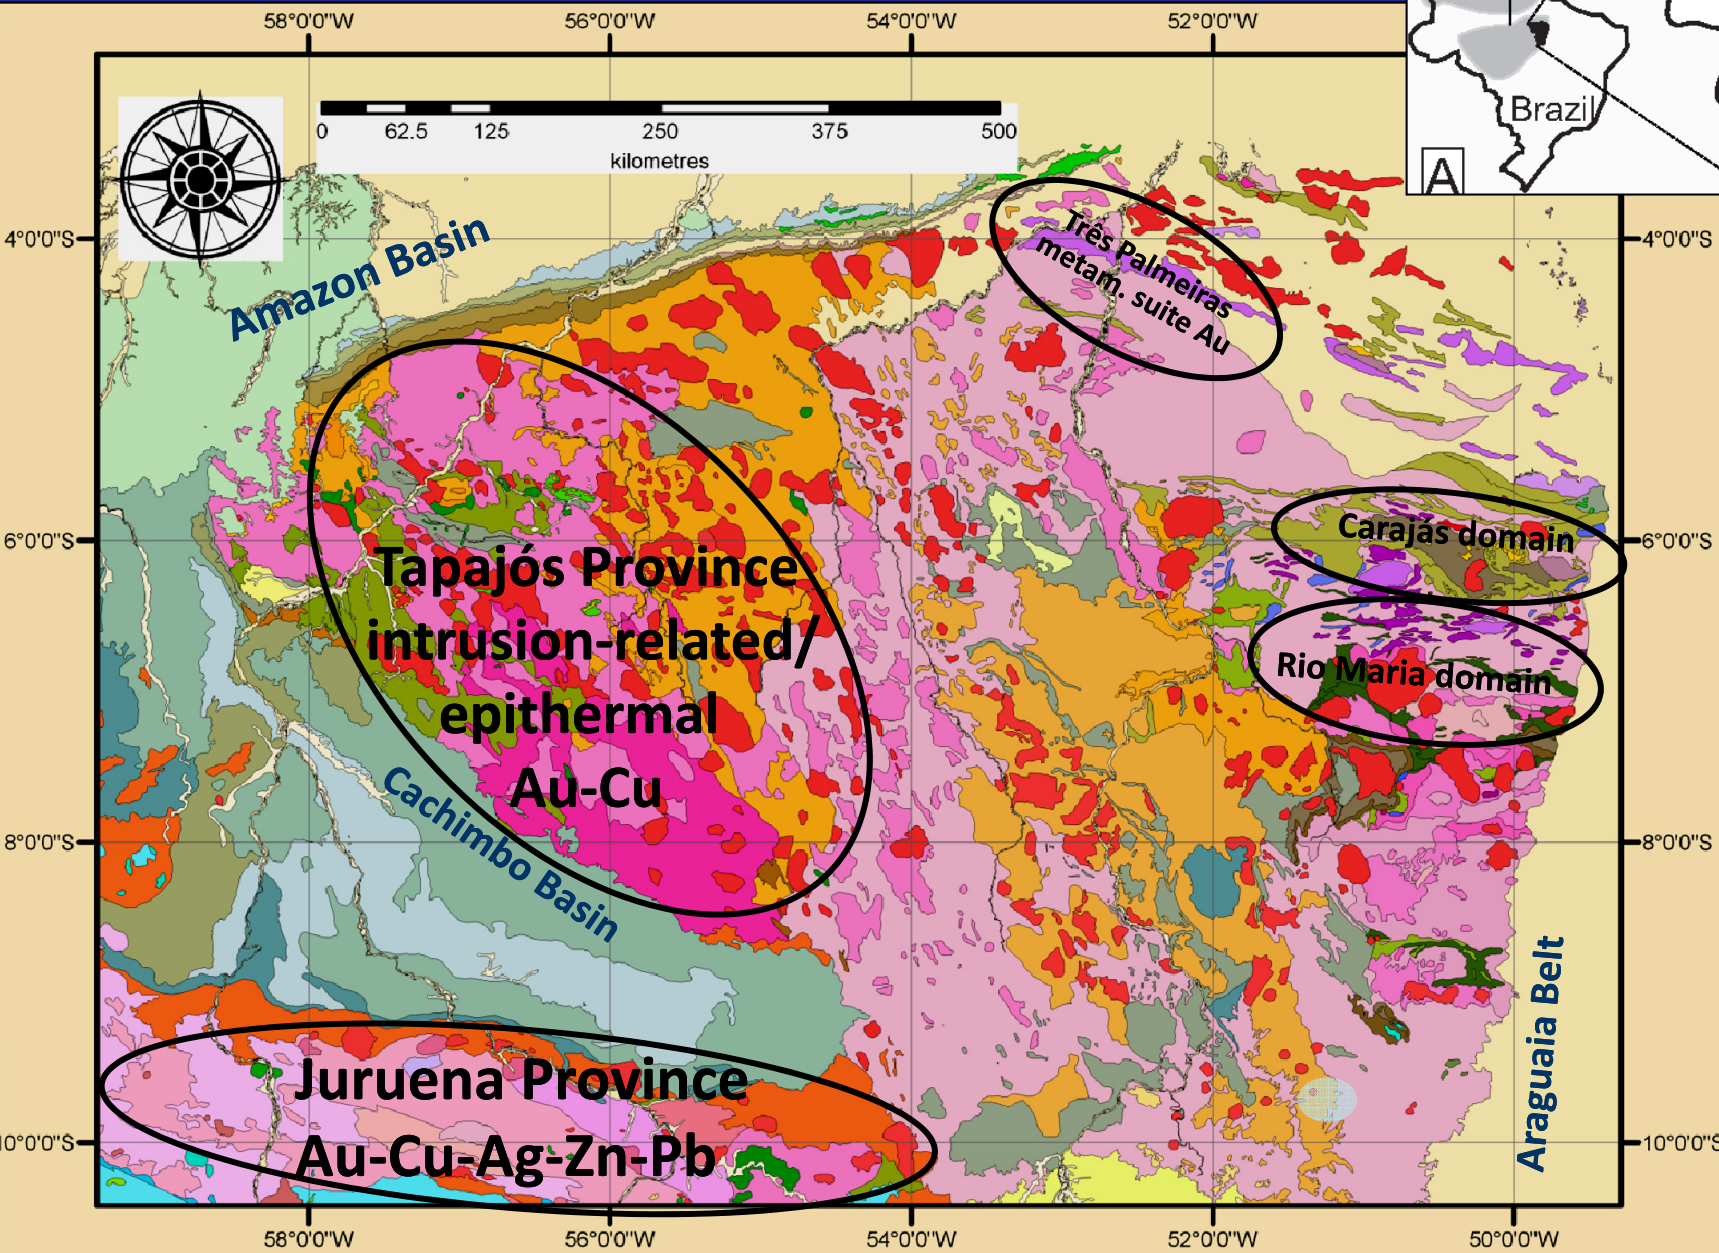 58°0'0"W
56°0'0"W
54°0'0"W
52°0'0"W
Brazil
A
0
62.5
125
250
375
500
kilometres
4°0'0"S
4°0'0"S
Amazon Basin
Três Palmeiras
metam. suite Au
6°0'0"S
6°0'0"S
Carajás domain
Tapajós Province
intrusion-related/
epithermal
Au-Cu
Rio Maria domain
Cachimbo Basin
8°0'0"S
8°0'0"S
Araguaia Belt
Juruena Province
Au-Cu-Ag-Zn-Pb
10°0'0"S
10°0'0"S
58°0'0"W
56°0'0"W
54°0'0"W
52°0'0"W
50°0'0"W